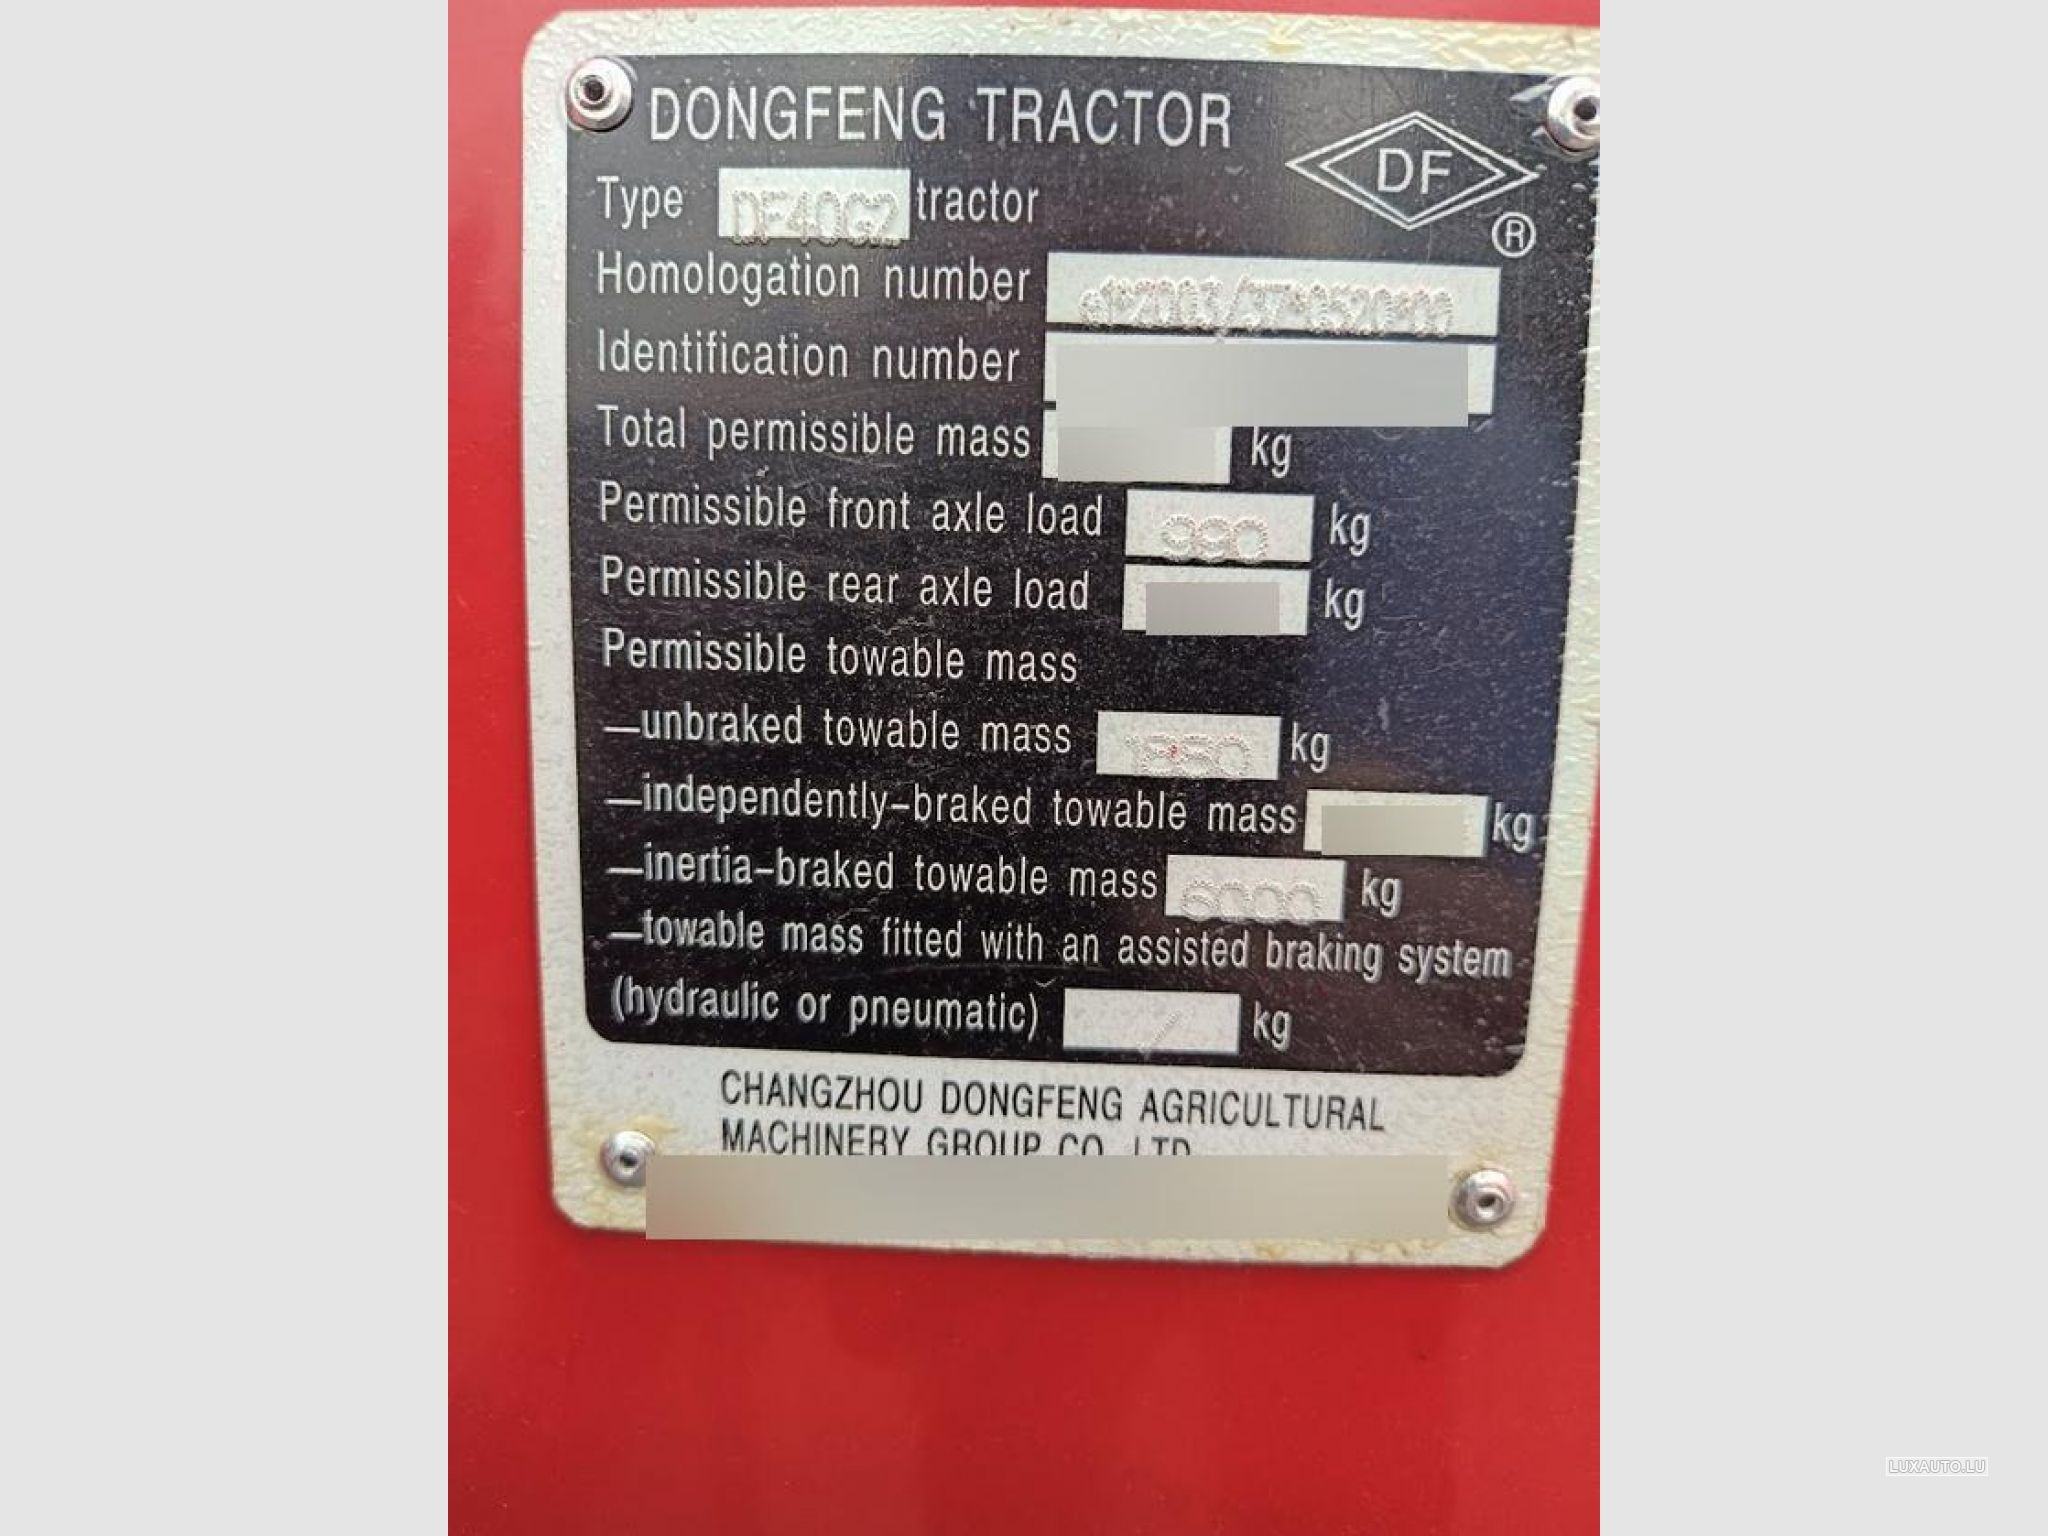 DONGFENG TRACTOR
DF
®
Type DF40G2 tractor
Homologation number
Identification number
Total permissible mass kg
Permissible front axle load 990 kg
Permissible rear axle load kg
Permissible towable mass
—unbraked towable mass kg
—independently-braked towable mass kg
—inertia-braked towable mass 6000 kg
—towable mass fitted with an assisted braking system
(hydraulic or pneumatic) / kg
CHANGZHOU DONGFENG AGRICULTURAL
MACHINERY GROUP CO. LTD
LUXAUTO.LU